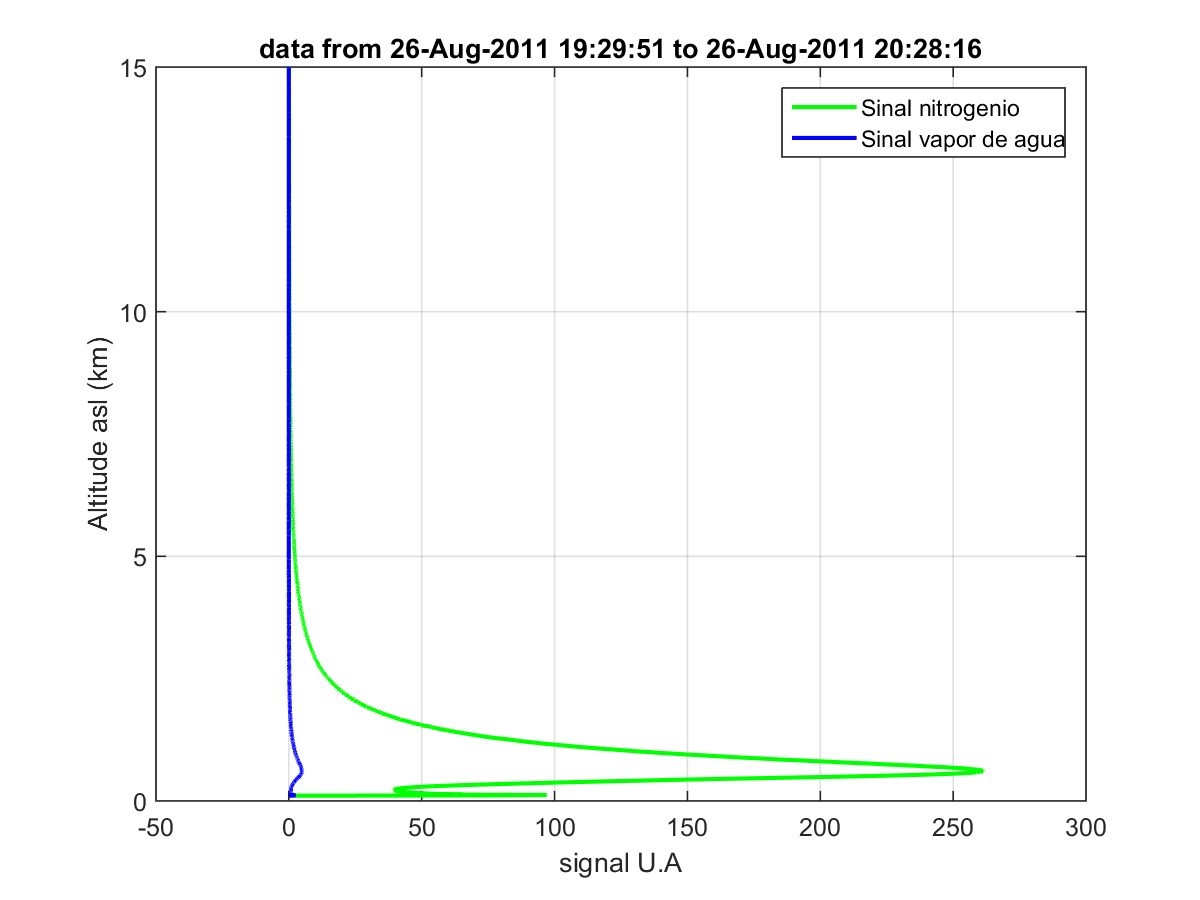 data from 26-Aug-2011 19:29:51 to 26-Aug-2011 20:28:16
Sinal nitrogenio
Sinal vapor de agua
Altitude asl (km)
15
10
5
0
-50 0 50 100 150 200 250 300
signal U.A